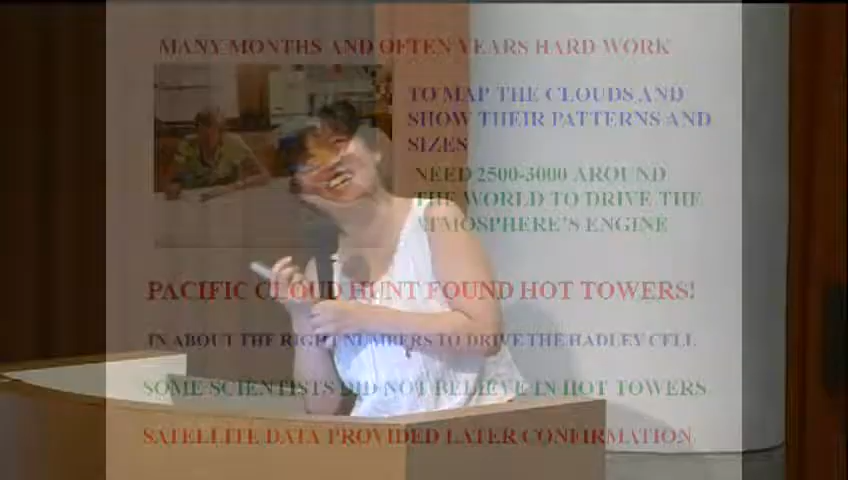 MANY MONTHS AND OFTEN YEARS HARD WORK
TO MAP THE CLOUDS AND
SHOW THEIR PATTERNS AND
SIZES
NEED 2500-3000 AROUND
THE WORLD TO DRIVE THE
ATMOSPHERE'S ENGINE
PACIFIC CLOUD HUNT FOUND HOT TOWERS!
IN ABOUT THE RIGHT NUMBERS TO DRIVE THE HADLEY CELL
SOME SCIENTISTS DID NOT BELIEVE IN HOT TOWERS
SATELLITE DATA PROVIDED LATER CONFIRMATION